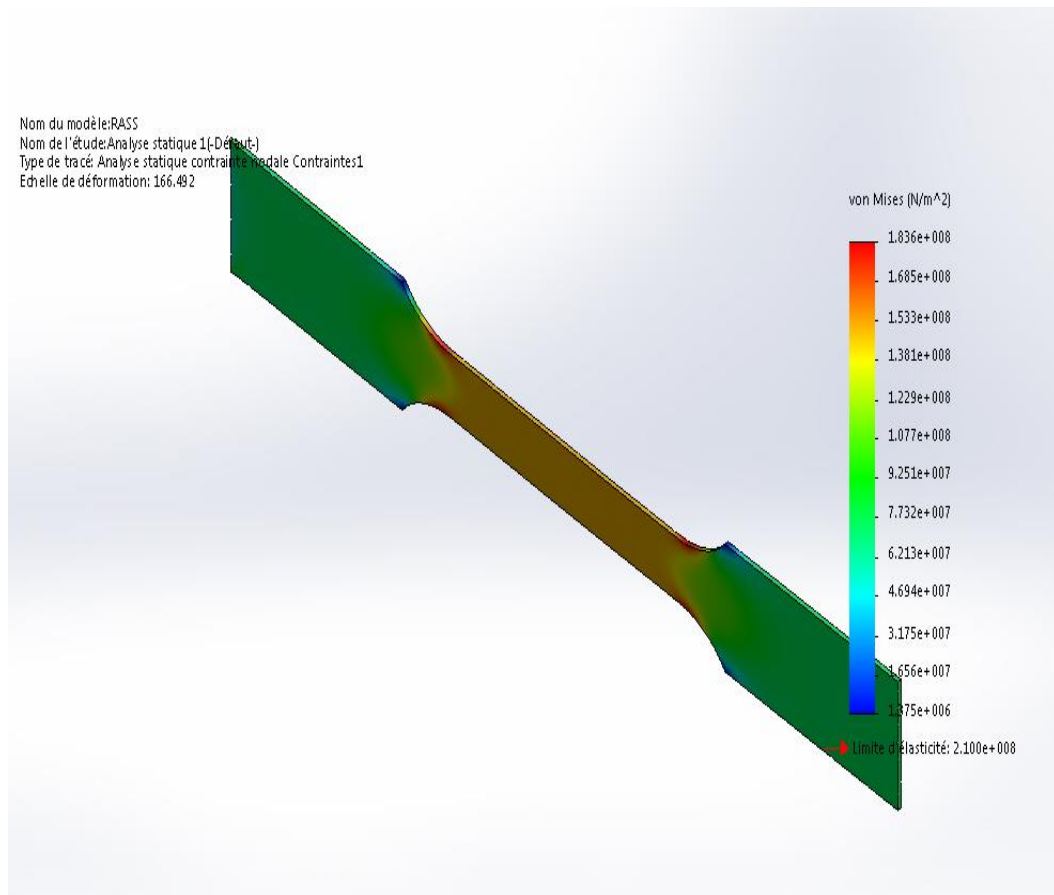 Nom du modèle:RASS
Nom de l'étude:Analyse statique 1(-Défaut-)
Type de tracé: Analyse statique contrainte nodale Contraintes1
Echelle de déformation: 166.492
von Mises (N/m^2)
1.836e+008
1.685e+008
1.533e+008
1.381e+008
1.229e+008
1.077e+008
9.251e+007
7.732e+007
6.213e+007
4.694e+007
3.175e+007
1.656e+007
1.375e+006
Limite d'élasticité: 2.100e+008